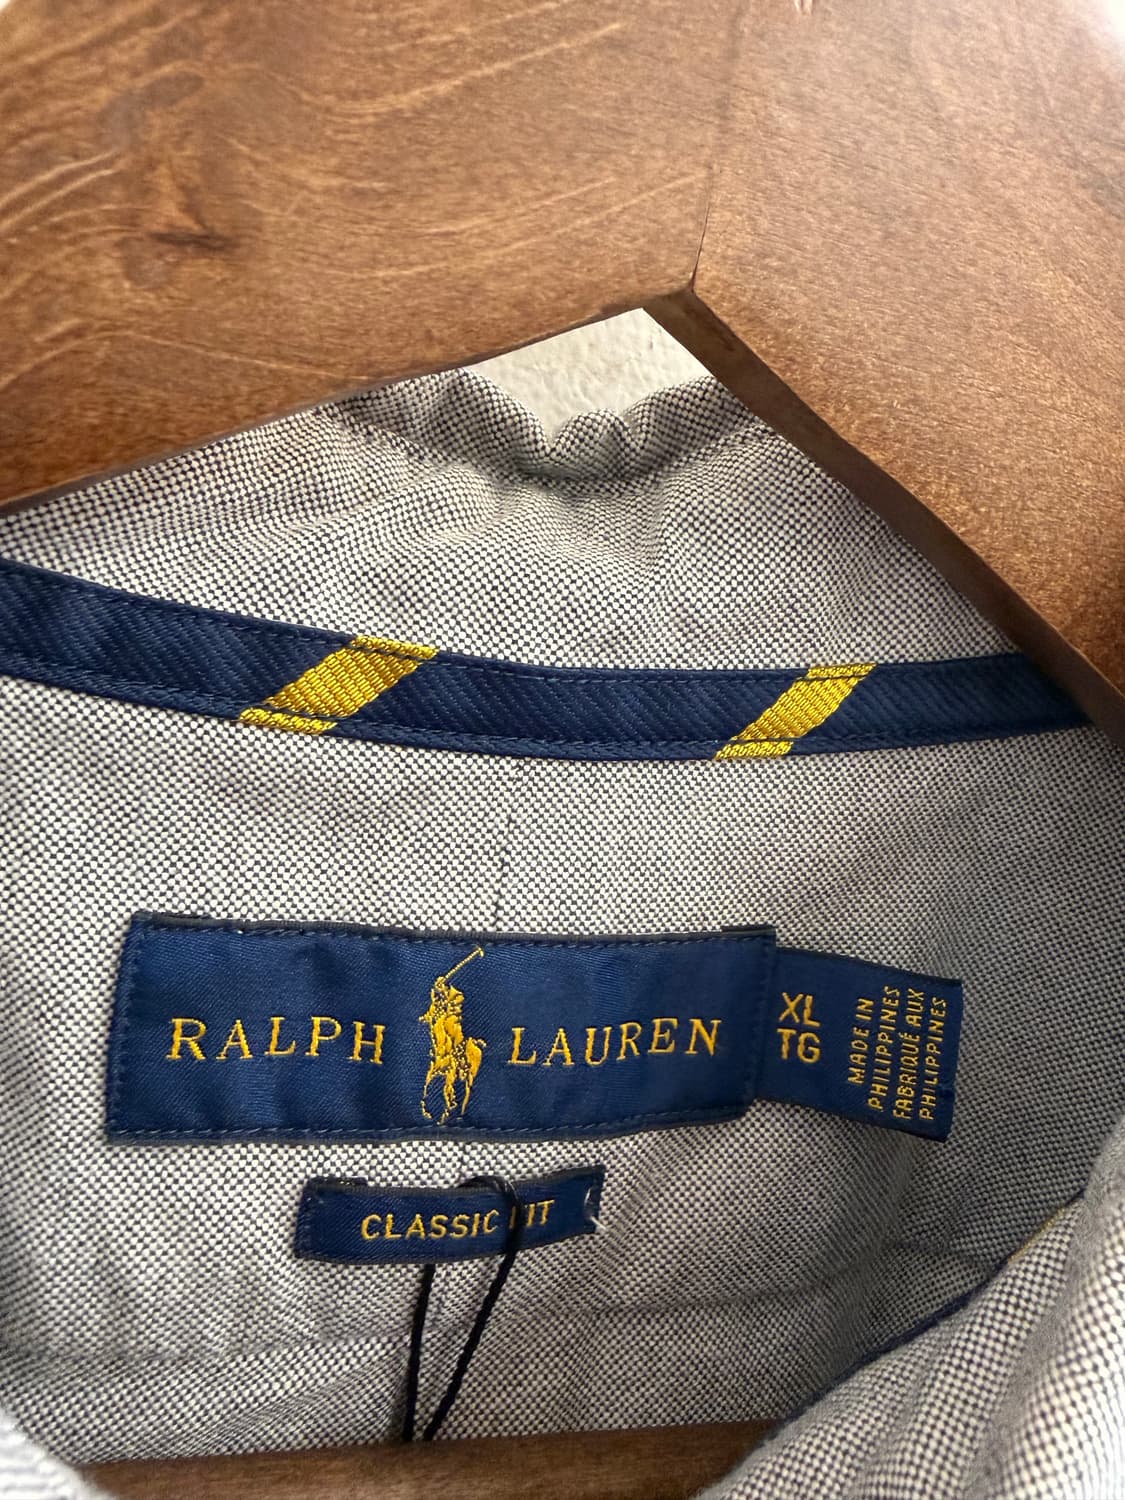 RALPH LAUREN
XL
TG
MADE IN
PHILIPPINES
FABRIQUÉ AUX
PHILIPPINES
CLASSIC FIT